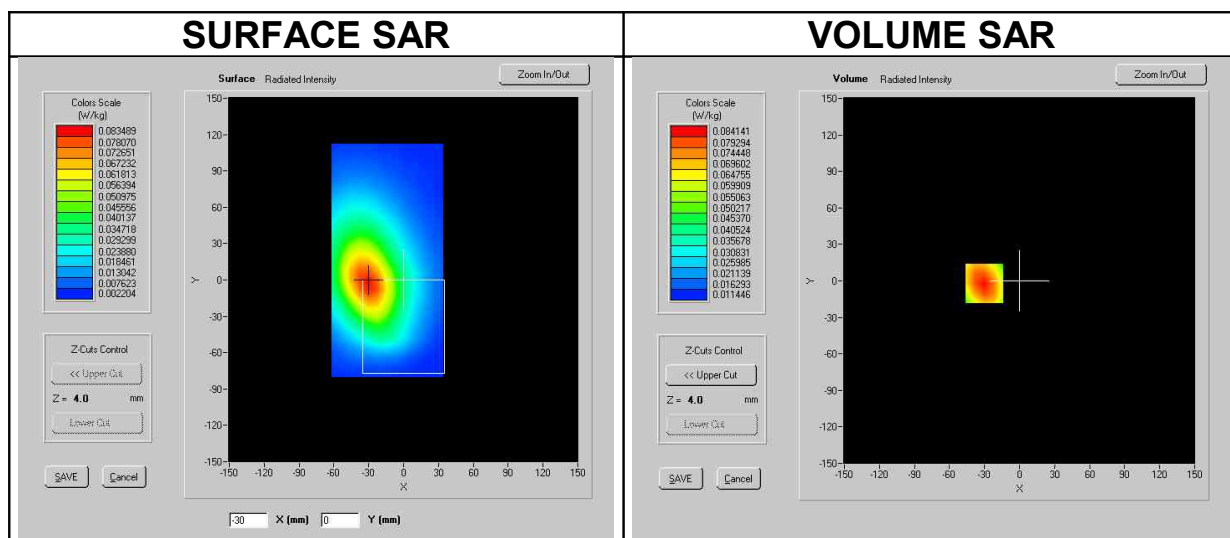 SURFACE SAR
VOLUME SAR
Surface Radiated Intensity
Zoom In/Out
Colors Scale
(W/kg)
0.083489
0.078070
0.072651
0.067232
0.061813
0.056394
0.050975
0.045556
0.040137
0.034718
0.029299
0.023880
0.018461
0.013042
0.007623
0.002204
Z-Cuts Control
<< Upper Cut
Z = 4.0 mm
Lower Cut
SAVE
Cancel
150-
120-
90-
60-
30-
0-
-30-
-60-
-90-
-120-
-150-
Y
-150 -120 -90 -60 -30 0 30 60 90 120 150
X
-30 X (mm) 0 Y (mm)
Volume Radiated Intensity
Zoom In/Out
Colors Scale
(W/kg)
0.084141
0.079294
0.074448
0.069602
0.064755
0.059909
0.055063
0.050217
0.045370
0.040524
0.035678
0.030831
0.025985
0.021139
0.016293
0.011446
Z-Cuts Control
<< Upper Cut
Z = 4.0 mm
Lower Cut
SAVE
Cancel
150-
120-
90-
60-
30-
0-
-30-
-60-
-90-
-120-
-150-
Y
-150 -120 -90 -60 -30 0 30 60 90 120 150
X